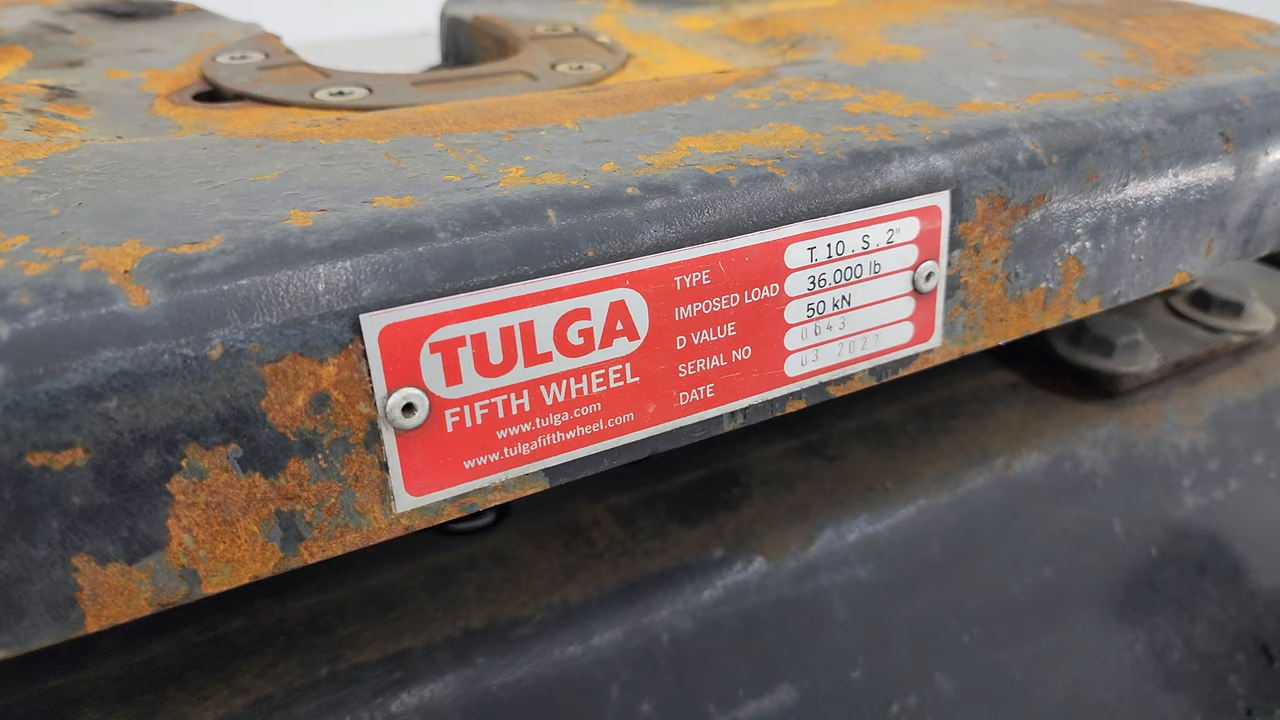 TULGA
FIFTH WHEEL
www.tulga.com
www.tulgafifthwheel.com
TYPE T. 10 . S . 2"
IMPOSED LOAD 36.000 lb
D VALUE 50 kN
SERIAL NO 0643
DATE 03 2022